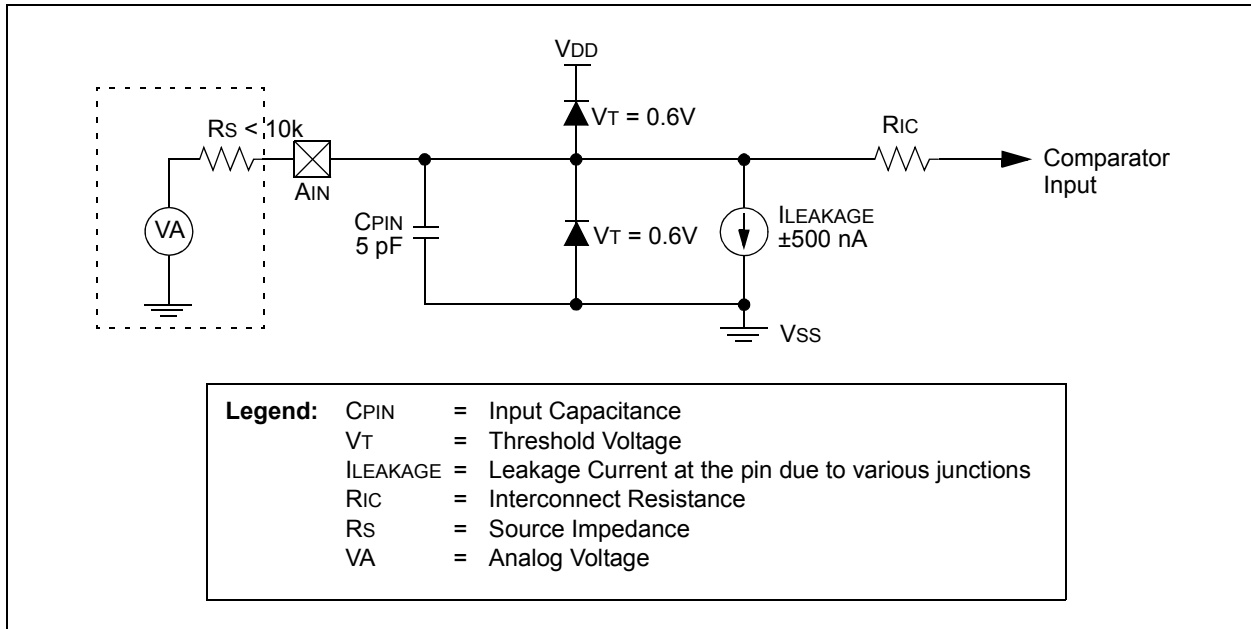 VDD
VT = 0.6V
RS < 10k
RIC
AIN
Comparator
Input
CPIN
5 pF
VA
VT = 0.6V
ILEAKAGE
±500 nA
VSS
Legend: CPIN = Input Capacitance
VT = Threshold Voltage
ILEAKAGE = Leakage Current at the pin due to various junctions
RIC = Interconnect Resistance
RS = Source Impedance
VA = Analog Voltage